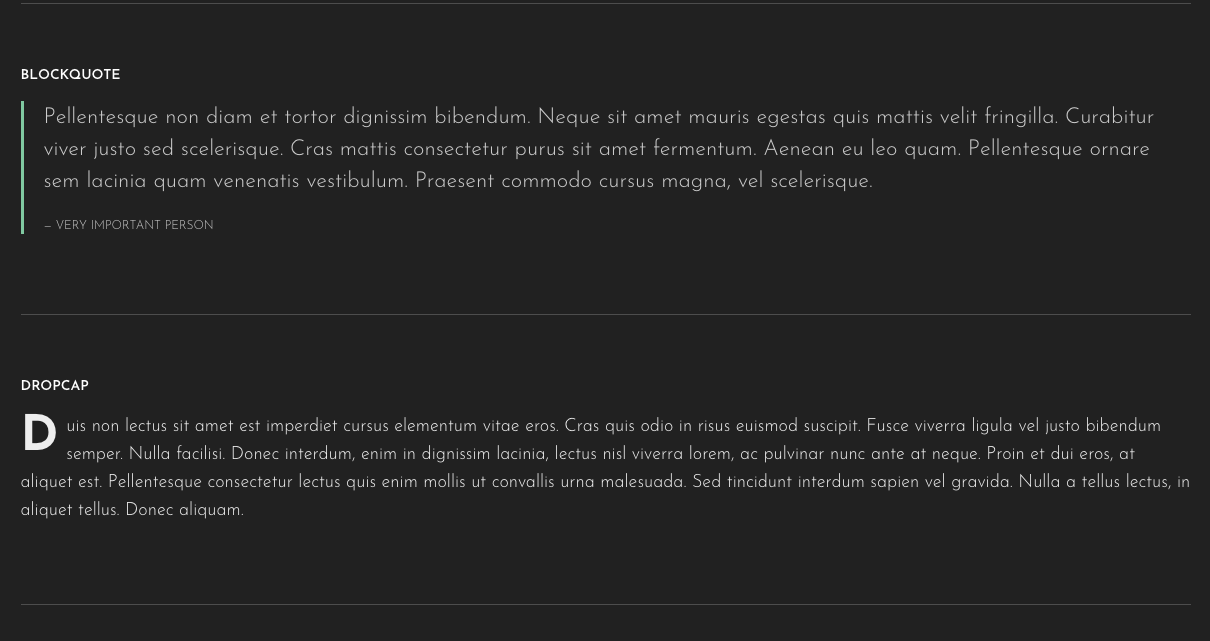 BLOCKQUOTE
Pellentesque non diam et tortor dignissim bibendum. Neque sit amet mauris egestas quis mattis velit fringilla. Curabitur
viver justo sed scelerisque. Cras mattis consectetur purus sit amet fermentum. Aenean eu leo quam. Pellentesque ornare
sem lacinia quam venenatis vestibulum. Praesent commodo cursus magna, vel scelerisque.
– VERY IMPORTANT PERSON
DROPCAP
Duis non lectus sit amet est imperdiet cursus elementum vitae eros. Cras quis odio in risus euismod suscipit. Fusce viverra ligula vel justo bibendum
semper. Nulla facilisi. Donec interdum, enim in dignissim lacinia, lectus nisl viverra lorem, ac pulvinar nunc ante at neque. Proin et dui eros, at
aliquet est. Pellentesque consectetur lectus quis enim mollis ut convallis urna malesuada. Sed tincidunt interdum sapien vel gravida. Nulla a tellus lectus, in
aliquet tellus. Donec aliquam.